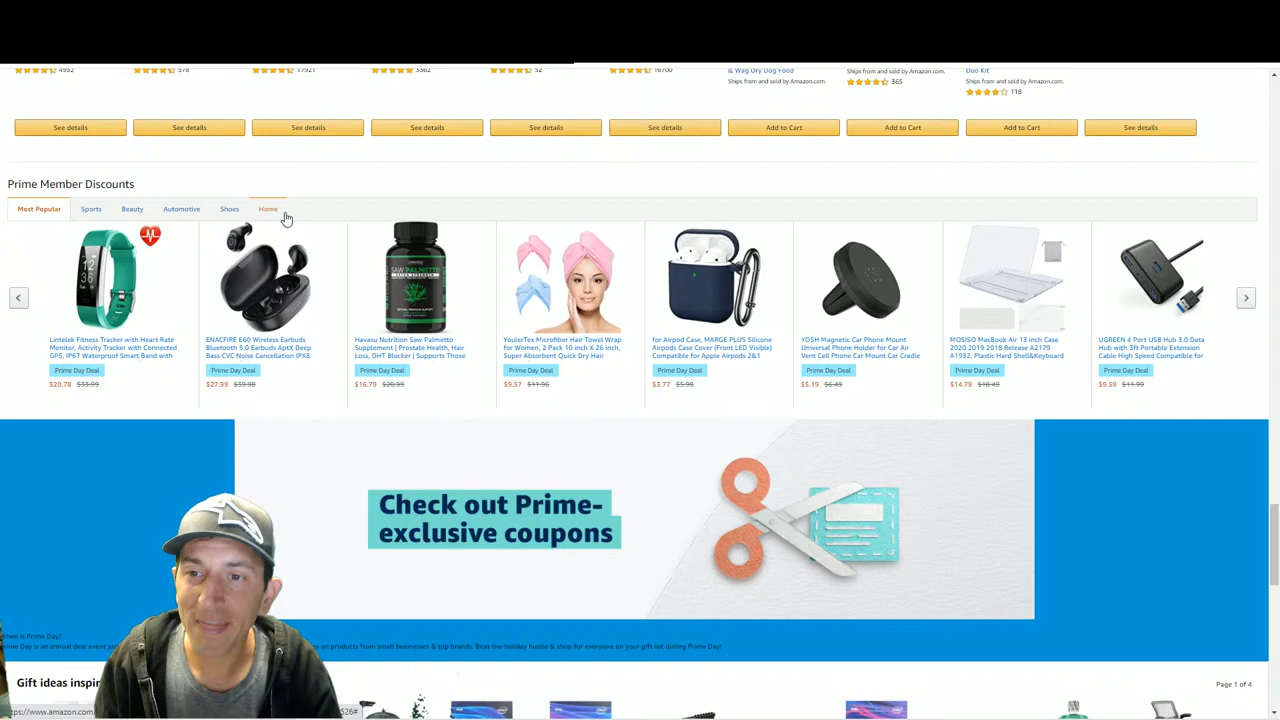 4932 578 17921 3362 52 16700
& Wag Dry Dog Food
Ships from and sold by Amazon.com.
Ships from and sold by Amazon.com.
365
Duo Kit
Ships from and sold by Amazon.com.
118
See details See details See details See details See details See details Add to Cart Add to Cart Add to Cart See details
Prime Member Discounts
Most Popular Sports Beauty Automotive Shoes Home
SAW PALMETTO
Lintelek Fitness Tracker with Heart Rate
Monitor, Activity Tracker with Connected
GPS, IP67 Waterproof Smart Band with
Prime Day Deal
$20.78 $35.99
ENACFIRE E60 Wireless Earbuds
Bluetooth 5.0 Earbuds AptX Deep
Bass CVC Noise Cancellation IPX8
Prime Day Deal
$27.99 $59.98
Havasu Nutrition Saw Palmetto
Supplement | Prostate Health, Hair
Loss, DHT Blocker | Supports Those
Prime Day Deal
$16.79 $20.99
YoulerTex Microfiber Hair Towel Wrap
for Women, 2 Pack 10 inch X 26 inch,
Super Absorbent Quick Dry Hair
Prime Day Deal
$9.57 $11.96
for Airpod Case, MARGE PLUS Silicone
Airpods Case Cover (Front LED Visible)
Compatible for Apple Airpods 2&1
Prime Day Deal
$3.77 $5.99
YOSH Magnetic Car Phone Mount
Universal Phone Holder for Car Air
Vent Cell Phone Car Mount Car Cradle
Prime Day Deal
$5.19 $6.49
MOSISO MacBook Air 13 inch Case
2020 2019 2018 Release A2179
A1932, Plastic Hard Shell&Keyboard
Prime Day Deal
$14.79 $18.49
UGREEN 4 Port USB Hub 3.0 Data
Hub with 3ft Portable Extension
Cable High Speed Compatible for
Prime Day Deal
$9.59 $11.99
Check out Prime-
exclusive coupons
When is Prime Day?
Prime Day is an annual deal event on products from small businesses & top brands. Beat the holiday hustle & shop for everyone on your gift list during Prime Day!
Gift ideas inspir
Page 1 of 4
https://www.amazon.com 526#